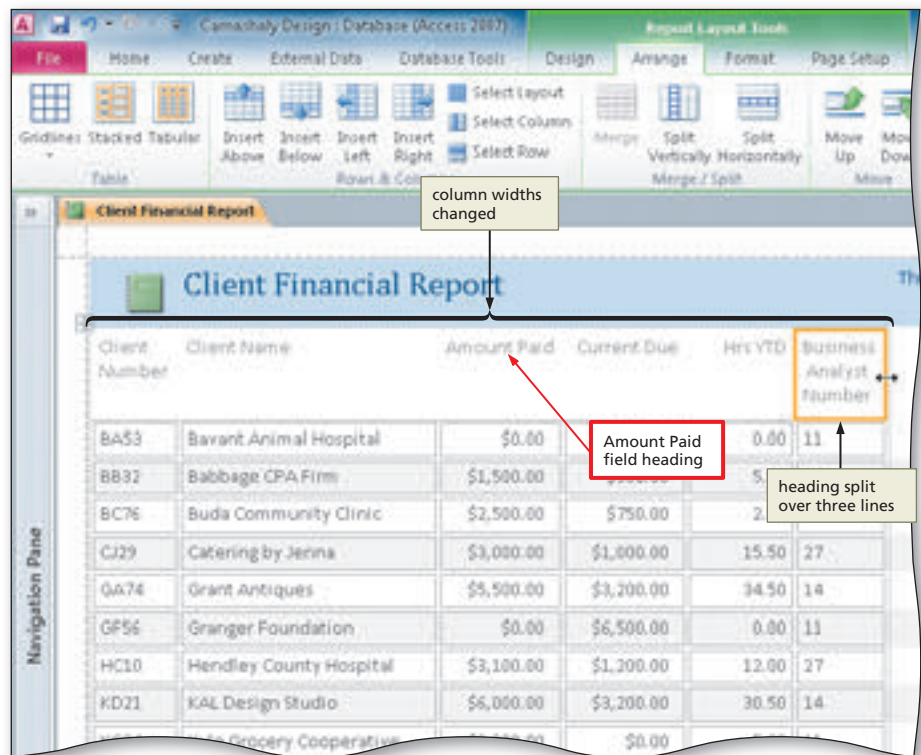 Camashaly Design : Database (Access 2007)
Report Layout Tools
File Home Create External Data Database Tools Design Arrange Format Page Setup
Gridlines Stacked Tabular
Insert Above Insert Below Insert Left Insert Right
Select Layout
Select Column
Select Row
Merge Split Vertically Split Horizontally
Move Up
Table Merge / Split Move
Client Financial Report
column widths
changed
Client Financial Report
Client Number Client Name Amount Paid Current Due Hrs YTD Business Analyst Number
Amount Paid
field heading
BA53 Bavant Animal Hospital $0.00 0.00 11
BB32 Babbage CPA Firm $1,500.00
heading split
over three lines
BC76 Buda Community Clinic $2,500.00 $750.00
CJ29 Catering by Jenna $3,000.00 $1,000.00 15.50 27
GA74 Grant Antiques $5,500.00 $3,200.00 34.50 14
GF56 Granger Foundation $0.00 $6,500.00 0.00 11
HC10 Hendley County Hospital $3,100.00 $1,200.00 12.00 27
KD21 KAL Design Studio $6,000.00 $3,200.00 30.50 14
Grocery Cooperative $0.00
Navigation Pane